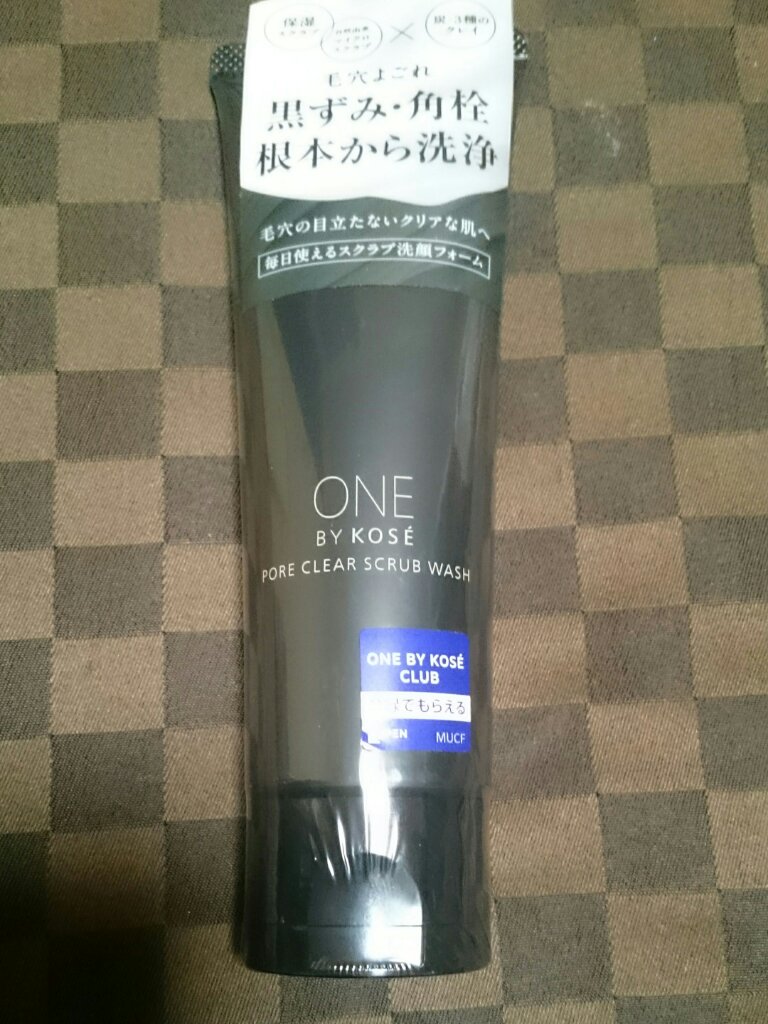 保湿
スクラブ
×
炭・3種の
クレイ
毛穴よごれ
黒ずみ・角栓
根本から洗浄
毛穴の目立たないクリアな肌へ
毎日使えるスクラブ洗顔フォーム
ONE
BY KOSÉ
PORE CLEAR SCRUB WASH
ONE BY KOSÉ
CLUB
でもらえる
MUCF